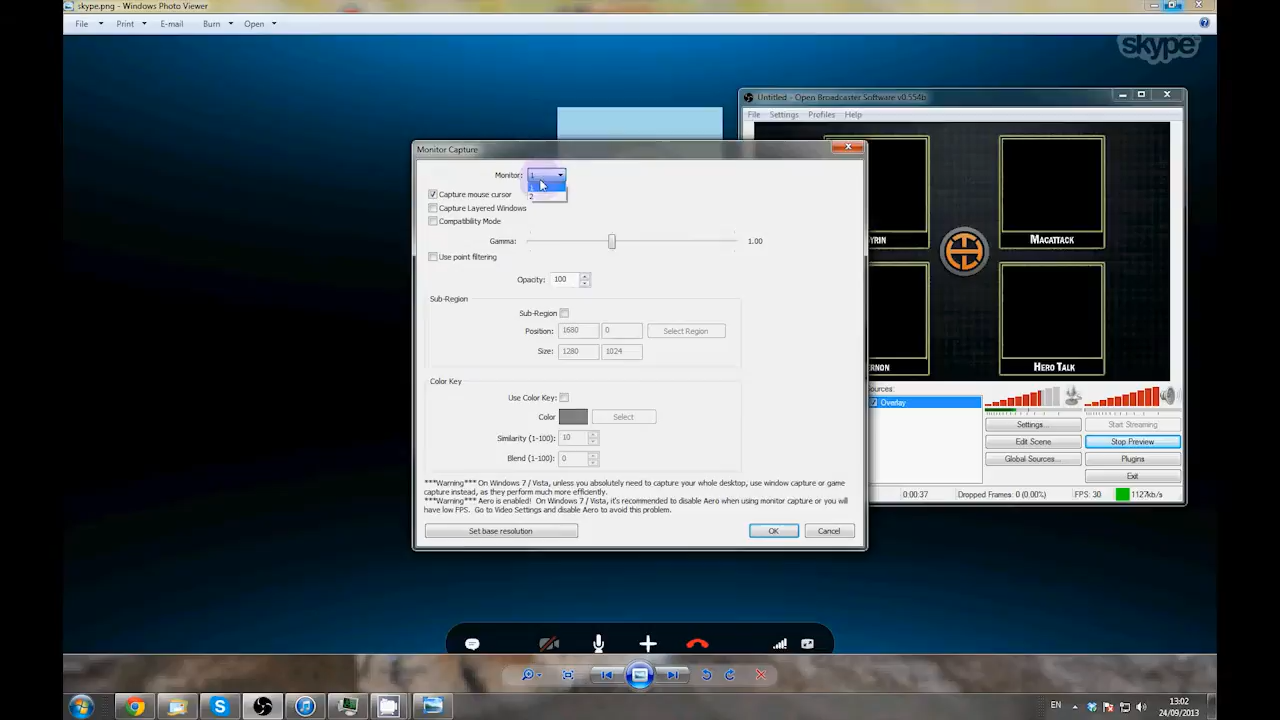 skype.png - Windows Photo Viewer
File Print E-mail Burn Open
skype
Untitled - Open Broadcaster Software v0.554b
File Settings Profiles Help
Monitor Capture
Monitor: 1
1
2
Capture mouse cursor
Capture Layered Windows
Compatibility Mode
Gamma: 1.00
Use point filtering
Opacity: 100
Sub-Region
Sub-Region
Position: 1680 0 Select Region
Size: 1280 1024
Color Key
Use Color Key:
Color Select
Similarity (1-100): 10
Blend (1-100): 0
***Warning*** On Windows 7 / Vista, unless you absolutely need to capture your whole desktop, use window capture or game
capture instead, as they perform much more efficiently.
***Warning*** Aero is enabled! On Windows 7 / Vista, it's recommended to disable Aero when using monitor capture or you will
have low FPS. Go to Video Settings and disable Aero to avoid this problem.
Set base resolution OK Cancel
YRIN MACATTACK
RNON HERO TALK
ources:
Overlay
Settings... Start Streaming
Edit Scene Stop Preview
Global Sources... Plugins
Exit
0:00:37 Dropped Frames: 0 (0.00%) FPS: 30 1127kb/s
EN 13:02
24/09/2013